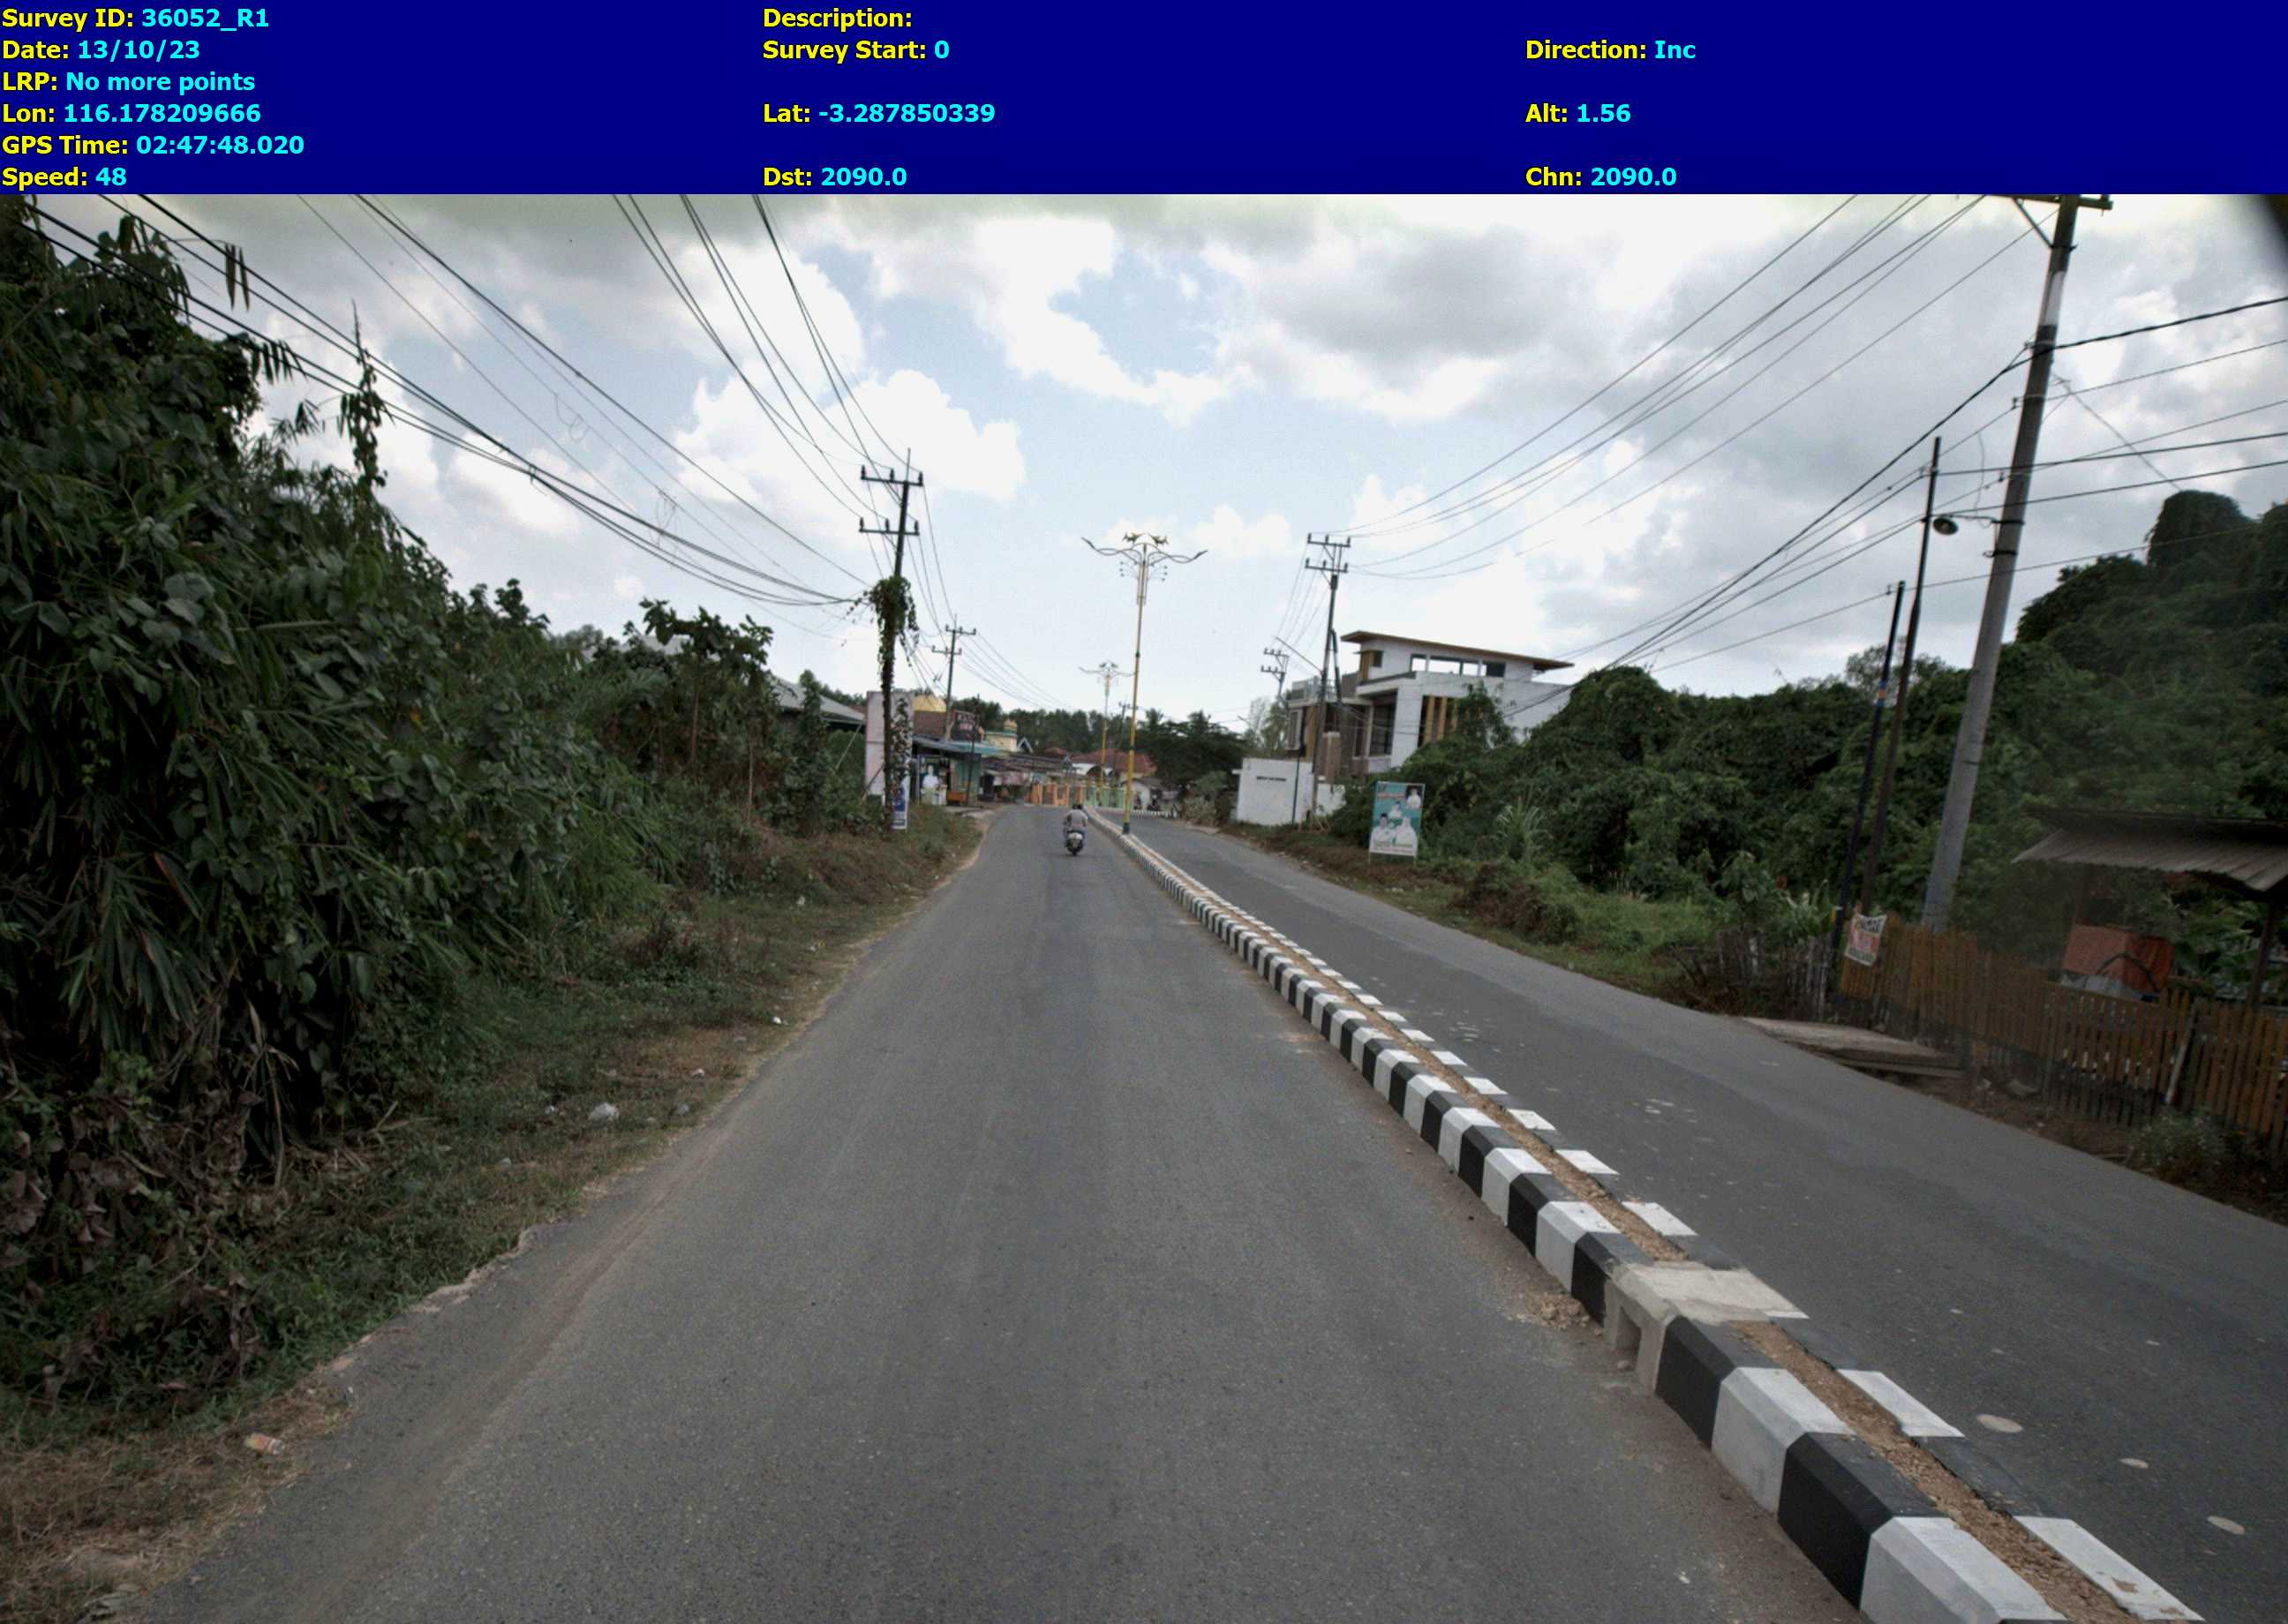 Survey ID: 36052_R1
Description:
Date: 13/10/23
Survey Start: 0
Direction: Inc
LRP: No more points
Lon: 116.178209666
Lat: -3.287850339
Alt: 1.56
GPS Time: 02:47:48.020
Speed: 48
Dst: 2090.0
Chn: 2090.0